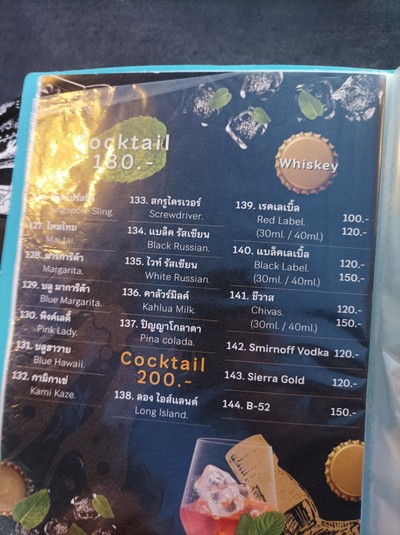 Cocktail
180.-
Singapore Sling.
127. ไหมไทย
Mai tai.
128. มาการิต้า
Margarita.
129. บลู มาการิต้า
Blue Margarita.
130. พิงค์เลดี้
Pink Lady.
131. บลูฮาวาย
Blue Hawaii.
132. กามิกาเซ่
Kami Kaze.
133. สกรูไดรเวอร์
Screwdriver.
134. แบล็ค รัสเซียน
Black Russian.
135. ไวท์ รัสเซียน
White Russian.
136. คาลัวร์มิ้ลค์
Kahlua Milk.
137. ปิญญาโกลาดา
Pina colada.
Cocktail
200.-
138. ลอง ไอส์แลนด์
Long Island.
Whiskey
139. เรดเลเบิ้ล
Red Label. 100.-
(30ml. / 40ml.) 120.-
140. แบล็คเลเบิ้ล
Black Label. 120.-
(30ml. / 40ml.) 150.-
141. ชีวาส
Chivas. 120.-
(30ml. / 40ml.) 150.-
142. Smirnoff Vodka 120.-
143. Sierra Gold 120.-
144. B-52 150.-